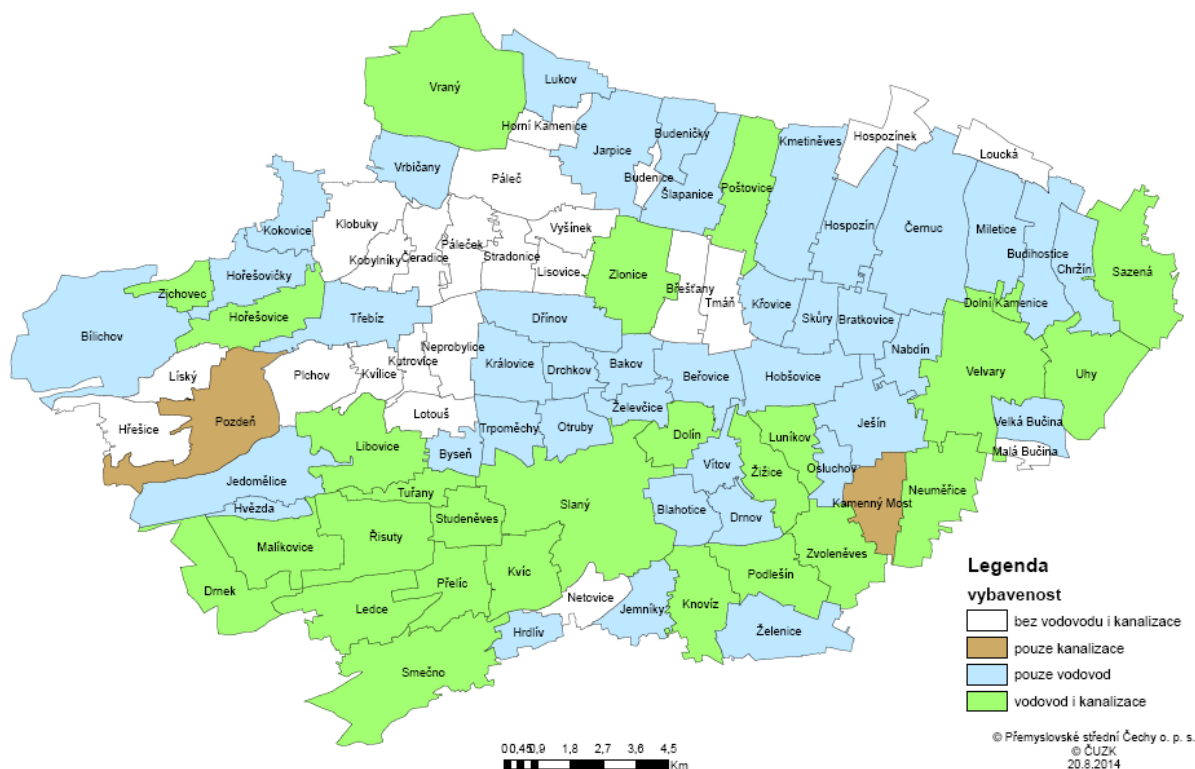 Vraný
Lukov
Horní Kamenice
Budeničky
Kmetiněves
Hospozínek
Jarpice
Loucká
Vrbičany
Páleč
Budenice
Šlapanice
Poštovice
Klobuky
Kokovice
Vyšínek
Hospozín
Černuc
Miletice
Páleček
Stradonice
Budihostice
Kobylníky
Čeradice
Lisovice
Chržín
Sazená
Hořešovičky
Zlonice
Břešťany
Zichovec
Tmáň
Křovice
Dolní Kamenice
Hořešovice
Třebíz
Dřínov
Skůry
Bratkovice
Bílichov
Neprobylice
Nabdín
Kutrovíce
Královice
Drchkov
Bakov
Beřovice
Hobšovice
Velvary
Uhy
Líský
Plchov
Kvílice
Želevčice
Lotouš
Pozdeň
Hřešice
Trpoměchy
Otruby
Ješín
Velká Bučina
Dolín
Luníkov
Libovice
Byseň
Malá Bučina
Vítov
Žižice
Osluchov
Jedomělice
Tuřany
Neuměřice
Hvězda
Studeněves
Slaný
Blahotice
Drnov
Kamenný Most
Řisuty
Malíkovice
Zvoleněves
Kvíc
Podlešín
Přelíc
Drnek
Netovice
Ledce
Jemníky
Knovíz
Hrdlív
Želenice
Smečno
Legenda
vybavenost
bez vodovodu i kanalizace
pouze kanalizace
pouze vodovod
vodovod i kanalizace
0 0,45 0,9 1,8 2,7 3,6 4,5
Km
© Přemyslovské střední Čechy o. p. s.
© ČUZK
20.8.2014